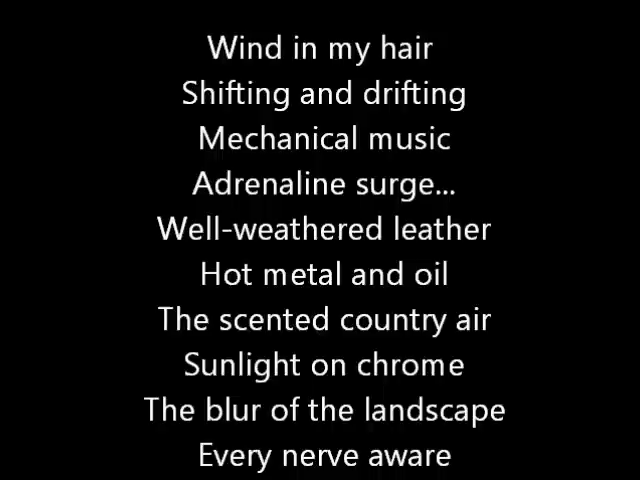 Wind in my hair
Shifting and drifting
Mechanical music
Adrenaline surge...
Well-weathered leather
Hot metal and oil
The scented country air
Sunlight on chrome
The blur of the landscape
Every nerve aware